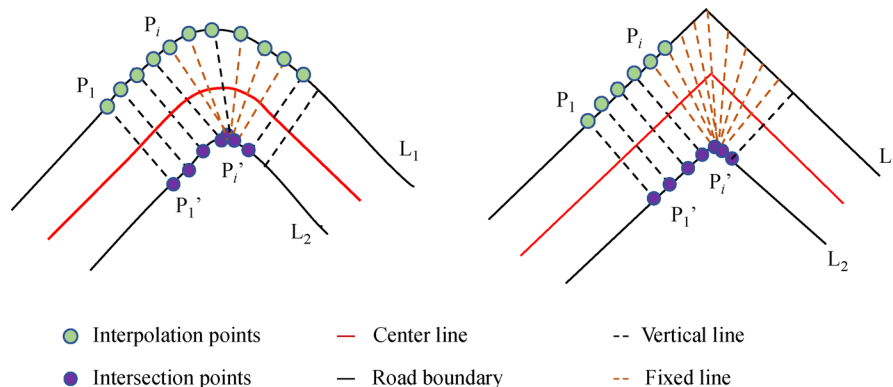 P₁
Pᵢ
L₁
P₁’
Pᵢ’
L₂
P₁
Pᵢ
L
P₁’
Pᵢ’
L₂
Interpolation points
Center line
Vertical line
Intersection points
Road boundary
Fixed line